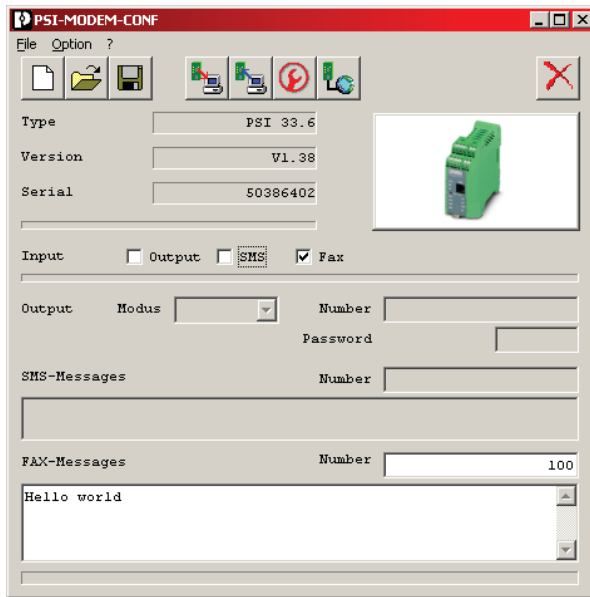 PSI-MODEM-CONF
File Option ?
Type PSI 33.6
Version V1.38
Serial 50386402
Input Output SMS Fax
Output Modus Number
Password
SMS-Messages Number
FAX-Messages Number 100
Hello world